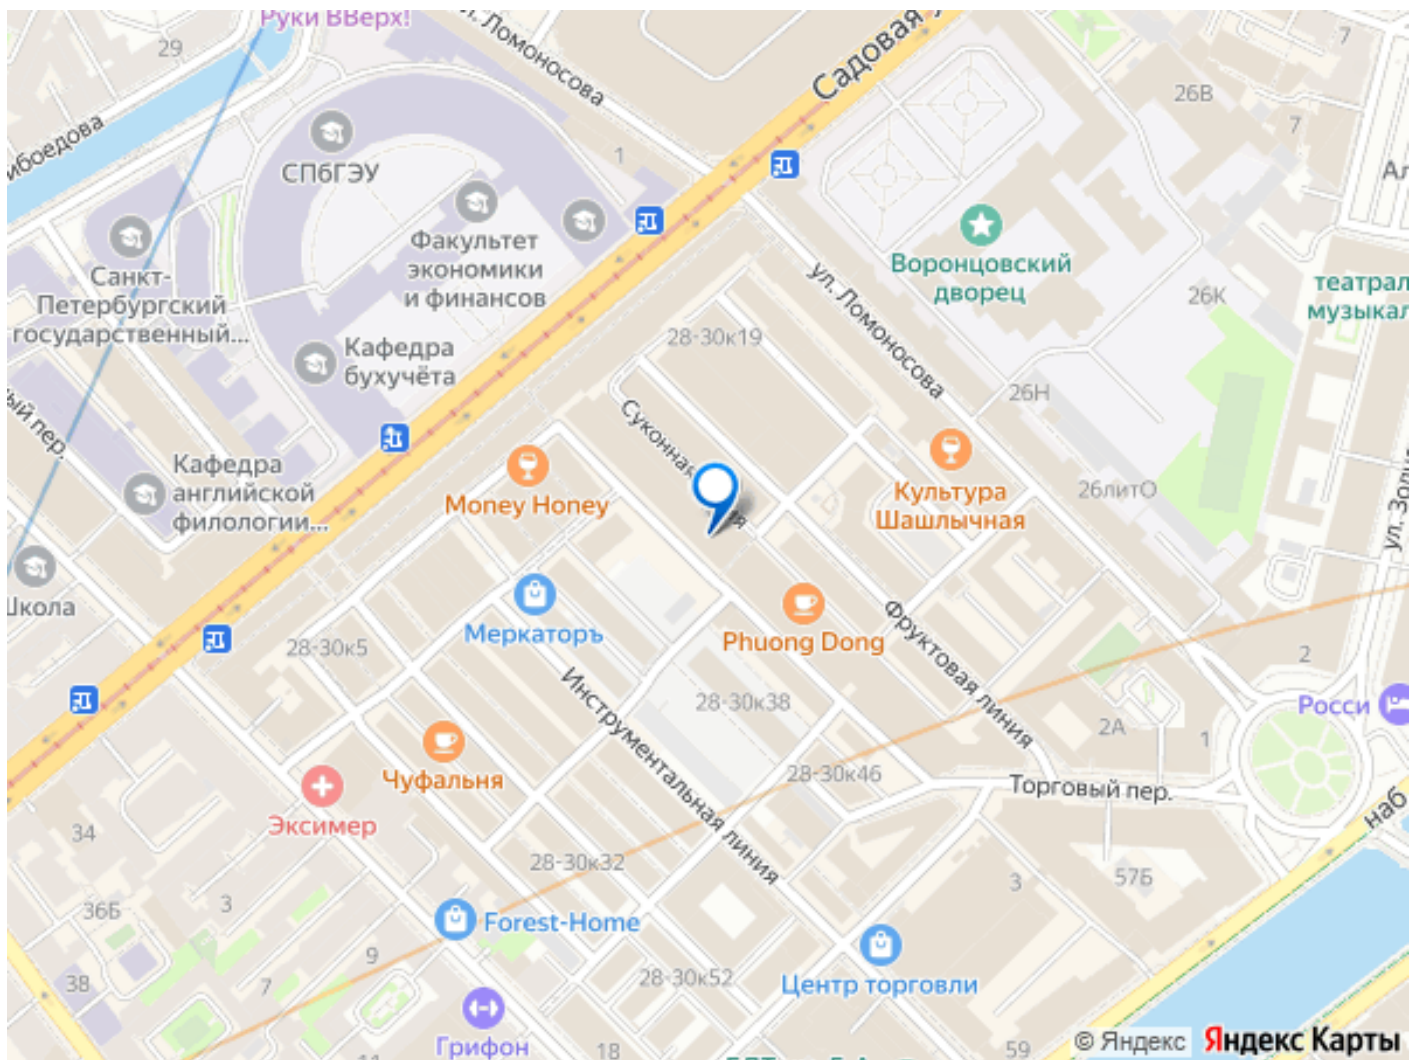 Руки ВВерх!
29
ул. Ломоносова
Садовая
7
26В
7
СПбГЭУ
1
Факультет
экономики
и финансов
Санкт-
Петербургский
государственный...
Кафедра
бухучёта
Воронцовский
дворец
26К
театрал
музыкал
28-30к19
ул. Ломоносова
26Н
Суконная
пер.
Кафедра
английской
филологии...
Money Honey
Культура
Шашлычная
26литО
Школа
28-30к5
Меркаторъ
Phuong Dong
Фруктовая линия
28-30к38
Инструментальная линия
2
Росси
2А
1
Чуфальня
28-30к46
Торговый пер.
наб
Эксимер
34
28-30к32
3
57Б
36Б
3
Forest-Home
9
38
7
28-30к52
Центр торговли
Грифон
18
59
© Яндекс Яндекс Карты